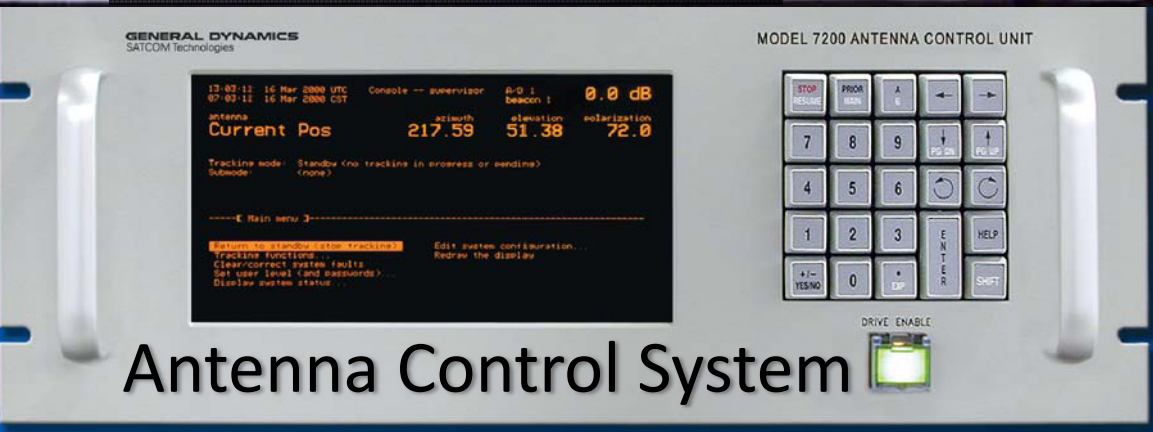 GENERAL DYNAMICS
SATCOM Technologies
MODEL 7200 ANTENNA CONTROL UNIT
13:03:12 16 Mar 2000 UTC Console -- supervisor A/D 1 0.0 dB
07:03:12 16 Mar 2000 CST beacon 1
antenna azimuth elevation polarization
Current Pos 217.59 51.38 72.0
Tracking mode: Standby (no tracking in progress or pending)
Submode: (none)
-----[ Main menu ]-----
Return to standby (stop tracking) Edit system configuration...
Tracking functions... Redraw the display
Clear/correct system faults
Set user level (and passwords)...
Display system status...
STOP PRIOR A ← →
RESUME MAIN B
7 8 9 ↓ ↑
PG DN PG UP
4 5 6
1 2 3 ENTER HELP
+/- 0 • SHIFT
YES/NO EXP
DRIVE ENABLE
Antenna Control System